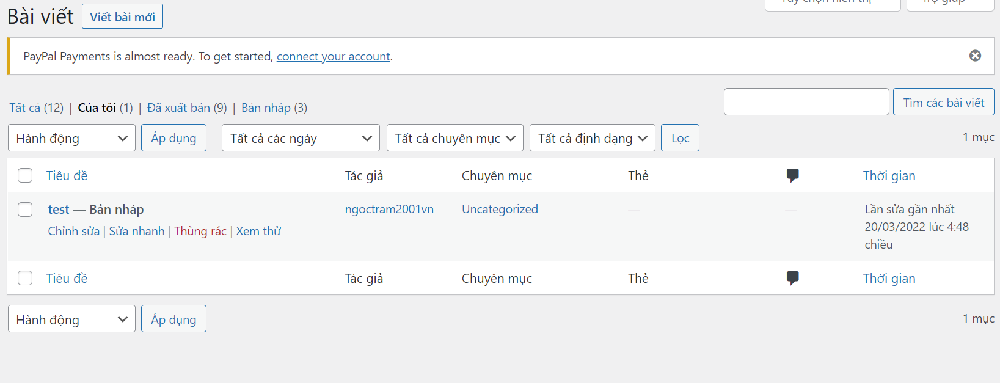 Bài viết Viết bài mới
PayPal Payments is almost ready. To get started, connect your account.
Tất cả (12) | Của tôi (1) | Đã xuất bản (9) | Bản nháp (3)
Tìm các bài viết
Hành động Áp dụng Tất cả các ngày Tất cả chuyên mục Tất cả định dạng Lọc 1 mục
Tiêu đề Tác giả Chuyên mục Thẻ Thời gian
test — Bản nháp ngoctram2001vn Uncategorized — — Lần sửa gần nhất
20/03/2022 lúc 4:48
chiều
Chỉnh sửa | Sửa nhanh | Thùng rác | Xem thử
Tiêu đề Tác giả Chuyên mục Thẻ Thời gian
Hành động Áp dụng 1 mục